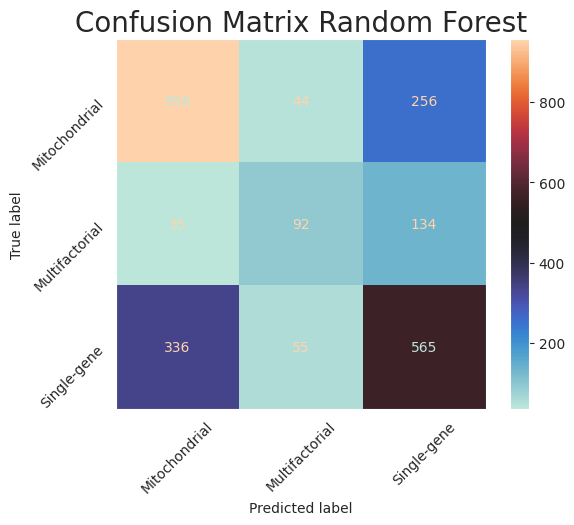 Confusion Matrix Random Forest
True label
Mitochondrial
44
256
Multifactorial
92
134
Single-gene
336
55
565
Mitochondrial
Multifactorial
Single-gene
Predicted label
800
600
400
200